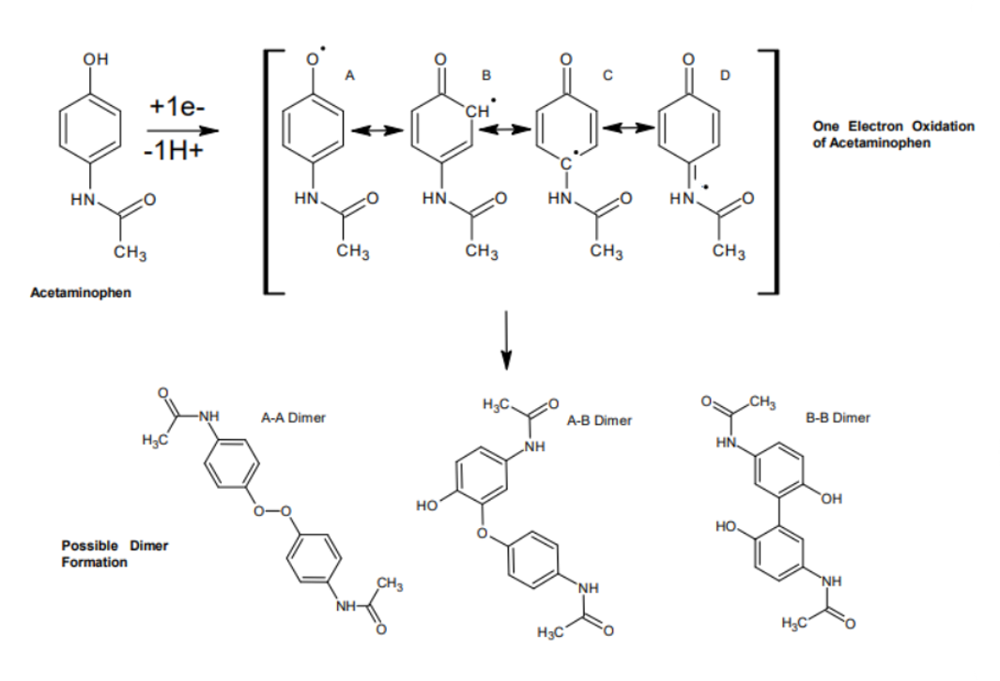 OH
+1e-
-1H+
HN
O
CH3
Acetaminophen
O•
A
HN
O
CH3
O
B
CH•
HN
O
CH3
O
C
C•
HN
O
CH3
O
D
HN•
O
CH3
One Electron Oxidation
of Acetaminophen
O
NH
H3C
A-A Dimer
O-O
CH3
NH
O
H3C
O
A-B Dimer
NH
HO
O
NH
H3C
O
O
CH3
B-B Dimer
HN
OH
HO
NH
H3C
O
Possible Dimer
Formation